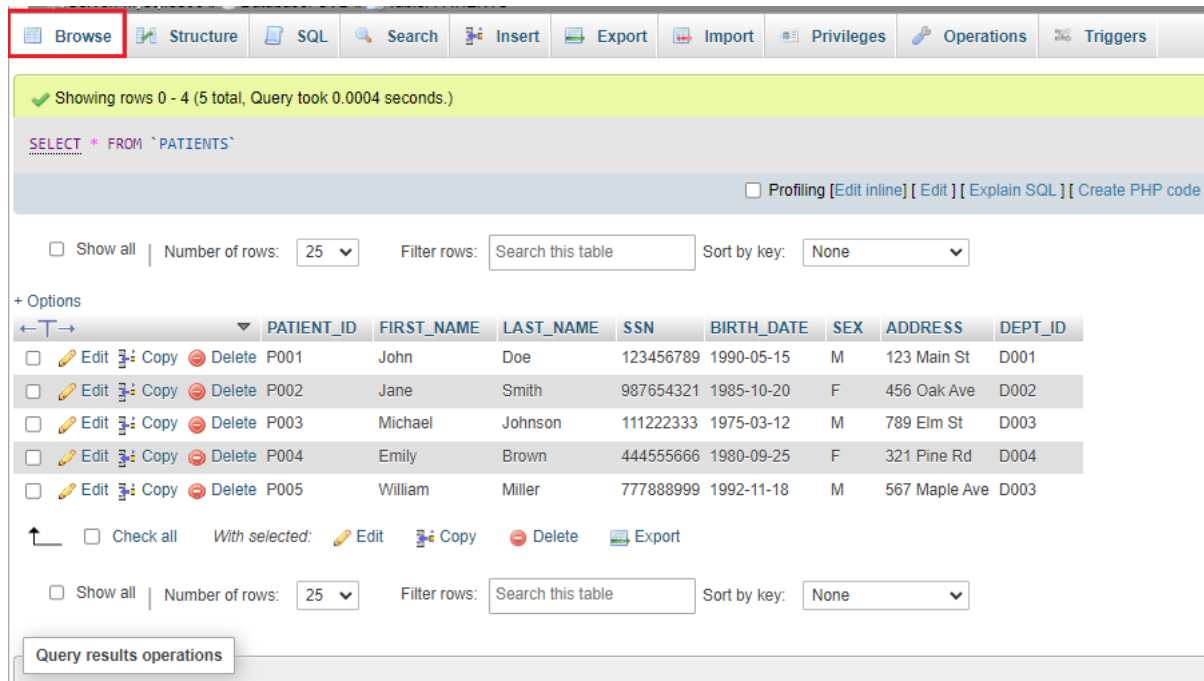 Browse Structure SQL Search Insert Export Import Privileges Operations Triggers
Showing rows 0 - 4 (5 total, Query took 0.0004 seconds.)
SELECT * FROM `PATIENTS`
Profiling [Edit inline] [ Edit ] [ Explain SQL ] [ Create PHP code
Show all | Number of rows: 25 Filter rows: Search this table Sort by key: None
+ Options
←T→ ▼ PATIENT_ID FIRST_NAME LAST_NAME SSN BIRTH_DATE SEX ADDRESS DEPT_ID
Edit Copy Delete P001 John Doe 123456789 1990-05-15 M 123 Main St D001
Edit Copy Delete P002 Jane Smith 987654321 1985-10-20 F 456 Oak Ave D002
Edit Copy Delete P003 Michael Johnson 111222333 1975-03-12 M 789 Elm St D003
Edit Copy Delete P004 Emily Brown 444555666 1980-09-25 F 321 Pine Rd D004
Edit Copy Delete P005 William Miller 777888999 1992-11-18 M 567 Maple Ave D003
Check all With selected: Edit Copy Delete Export
Show all | Number of rows: 25 Filter rows: Search this table Sort by key: None
Query results operations